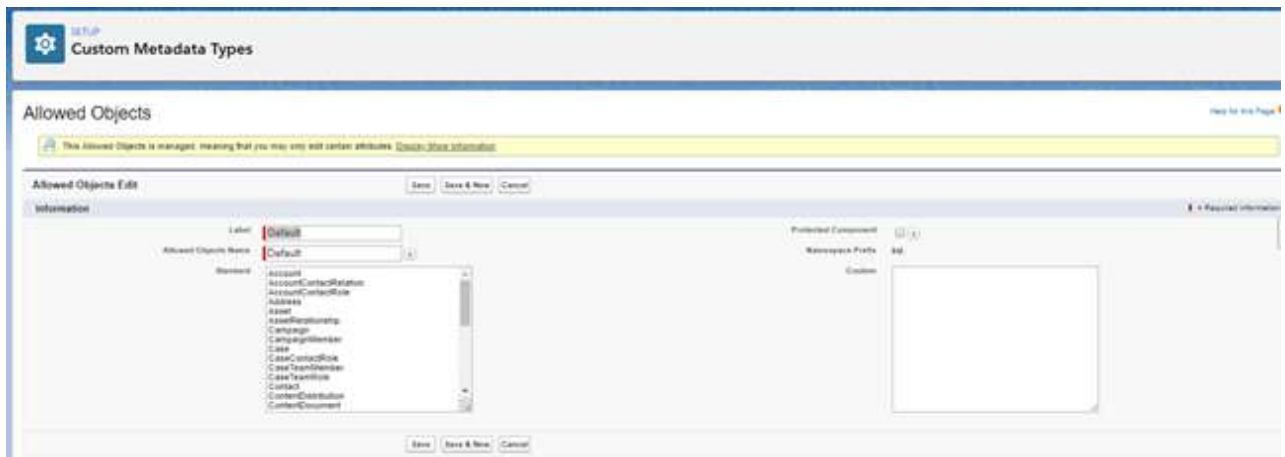 SETUP
Custom Metadata Types
Allowed Objects
Help for this Page
This Allowed Objects is managed, meaning that you may only edit certain attributes. Display More Information
Allowed Objects Edit
Save
Save & New
Cancel
Information
= Required Information
Label
Default
Protected Component
Allowed Objects Name
Default
i
Namespace Prefix
Standard
Account
AccountContactRelation
AccountContactRole
Address
Asset
AssetRelationship
Campaign
CampaignMember
Case
CaseContactRole
CaseTeamMember
CaseTeamRole
Contact
ContentDistribution
ContentDocument
Custom
Save
Save & New
Cancel